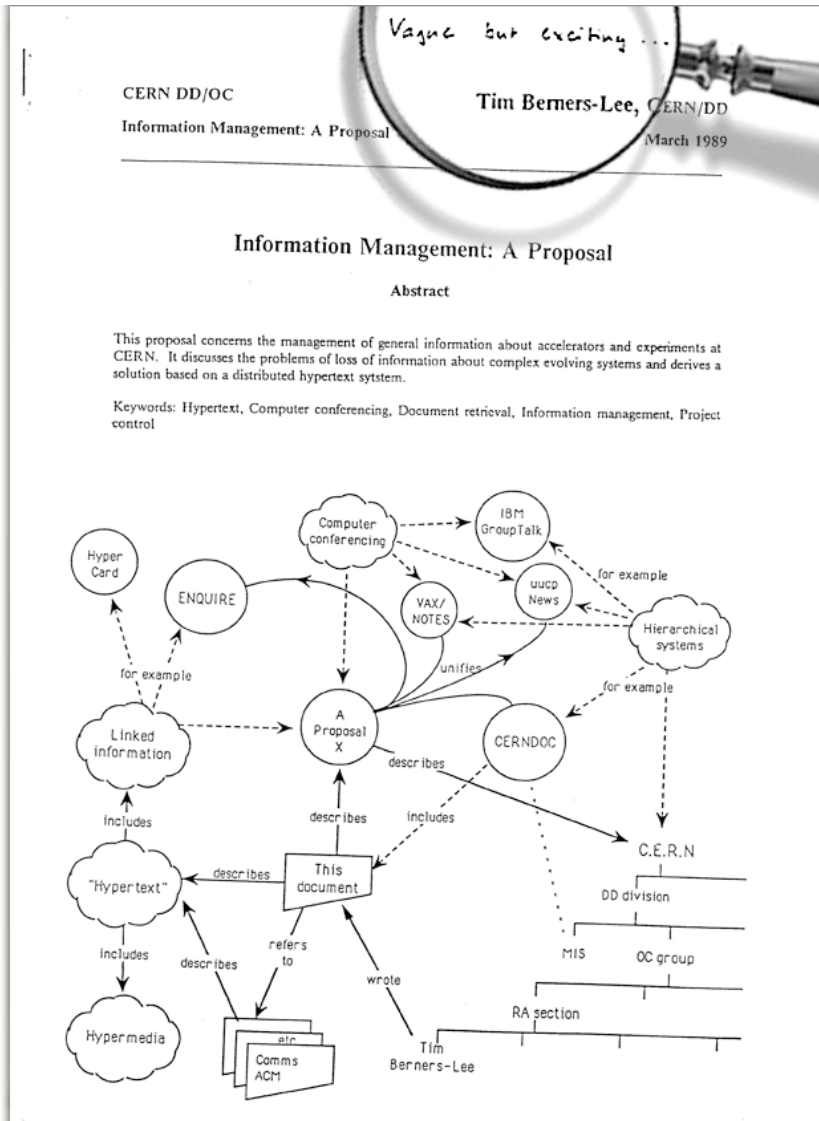 Vague but exciting ...
CERN DD/OC
Tim Berners-Lee, CERN/DD
Information Management: A Proposal
March 1989
Information Management: A Proposal
Abstract
This proposal concerns the management of general information about accelerators and experiments at
CERN. It discusses the problems of loss of information about complex evolving systems and derives a
solution based on a distributed hypertext sytstem.
Keywords: Hypertext, Computer conferencing, Document retrieval, Information management, Project
control
IBM
GroupTalk
Computer
conferencing
Hyper
Card
ENQUIRE
VAX/
NOTES
uucp
News
for example
Hierarchical
systems
for example
unifies
for example
Linked
information
A
Proposal
X
CERNDOC
describes
includes
describes
includes
C.E.R.N
"Hypertext"
describes
This
document
DD division
includes
describes
refers
to
wrote
MIS
OC group
RA section
Hypermedia
etc
Comms
ACM
Tim
Berners-Lee